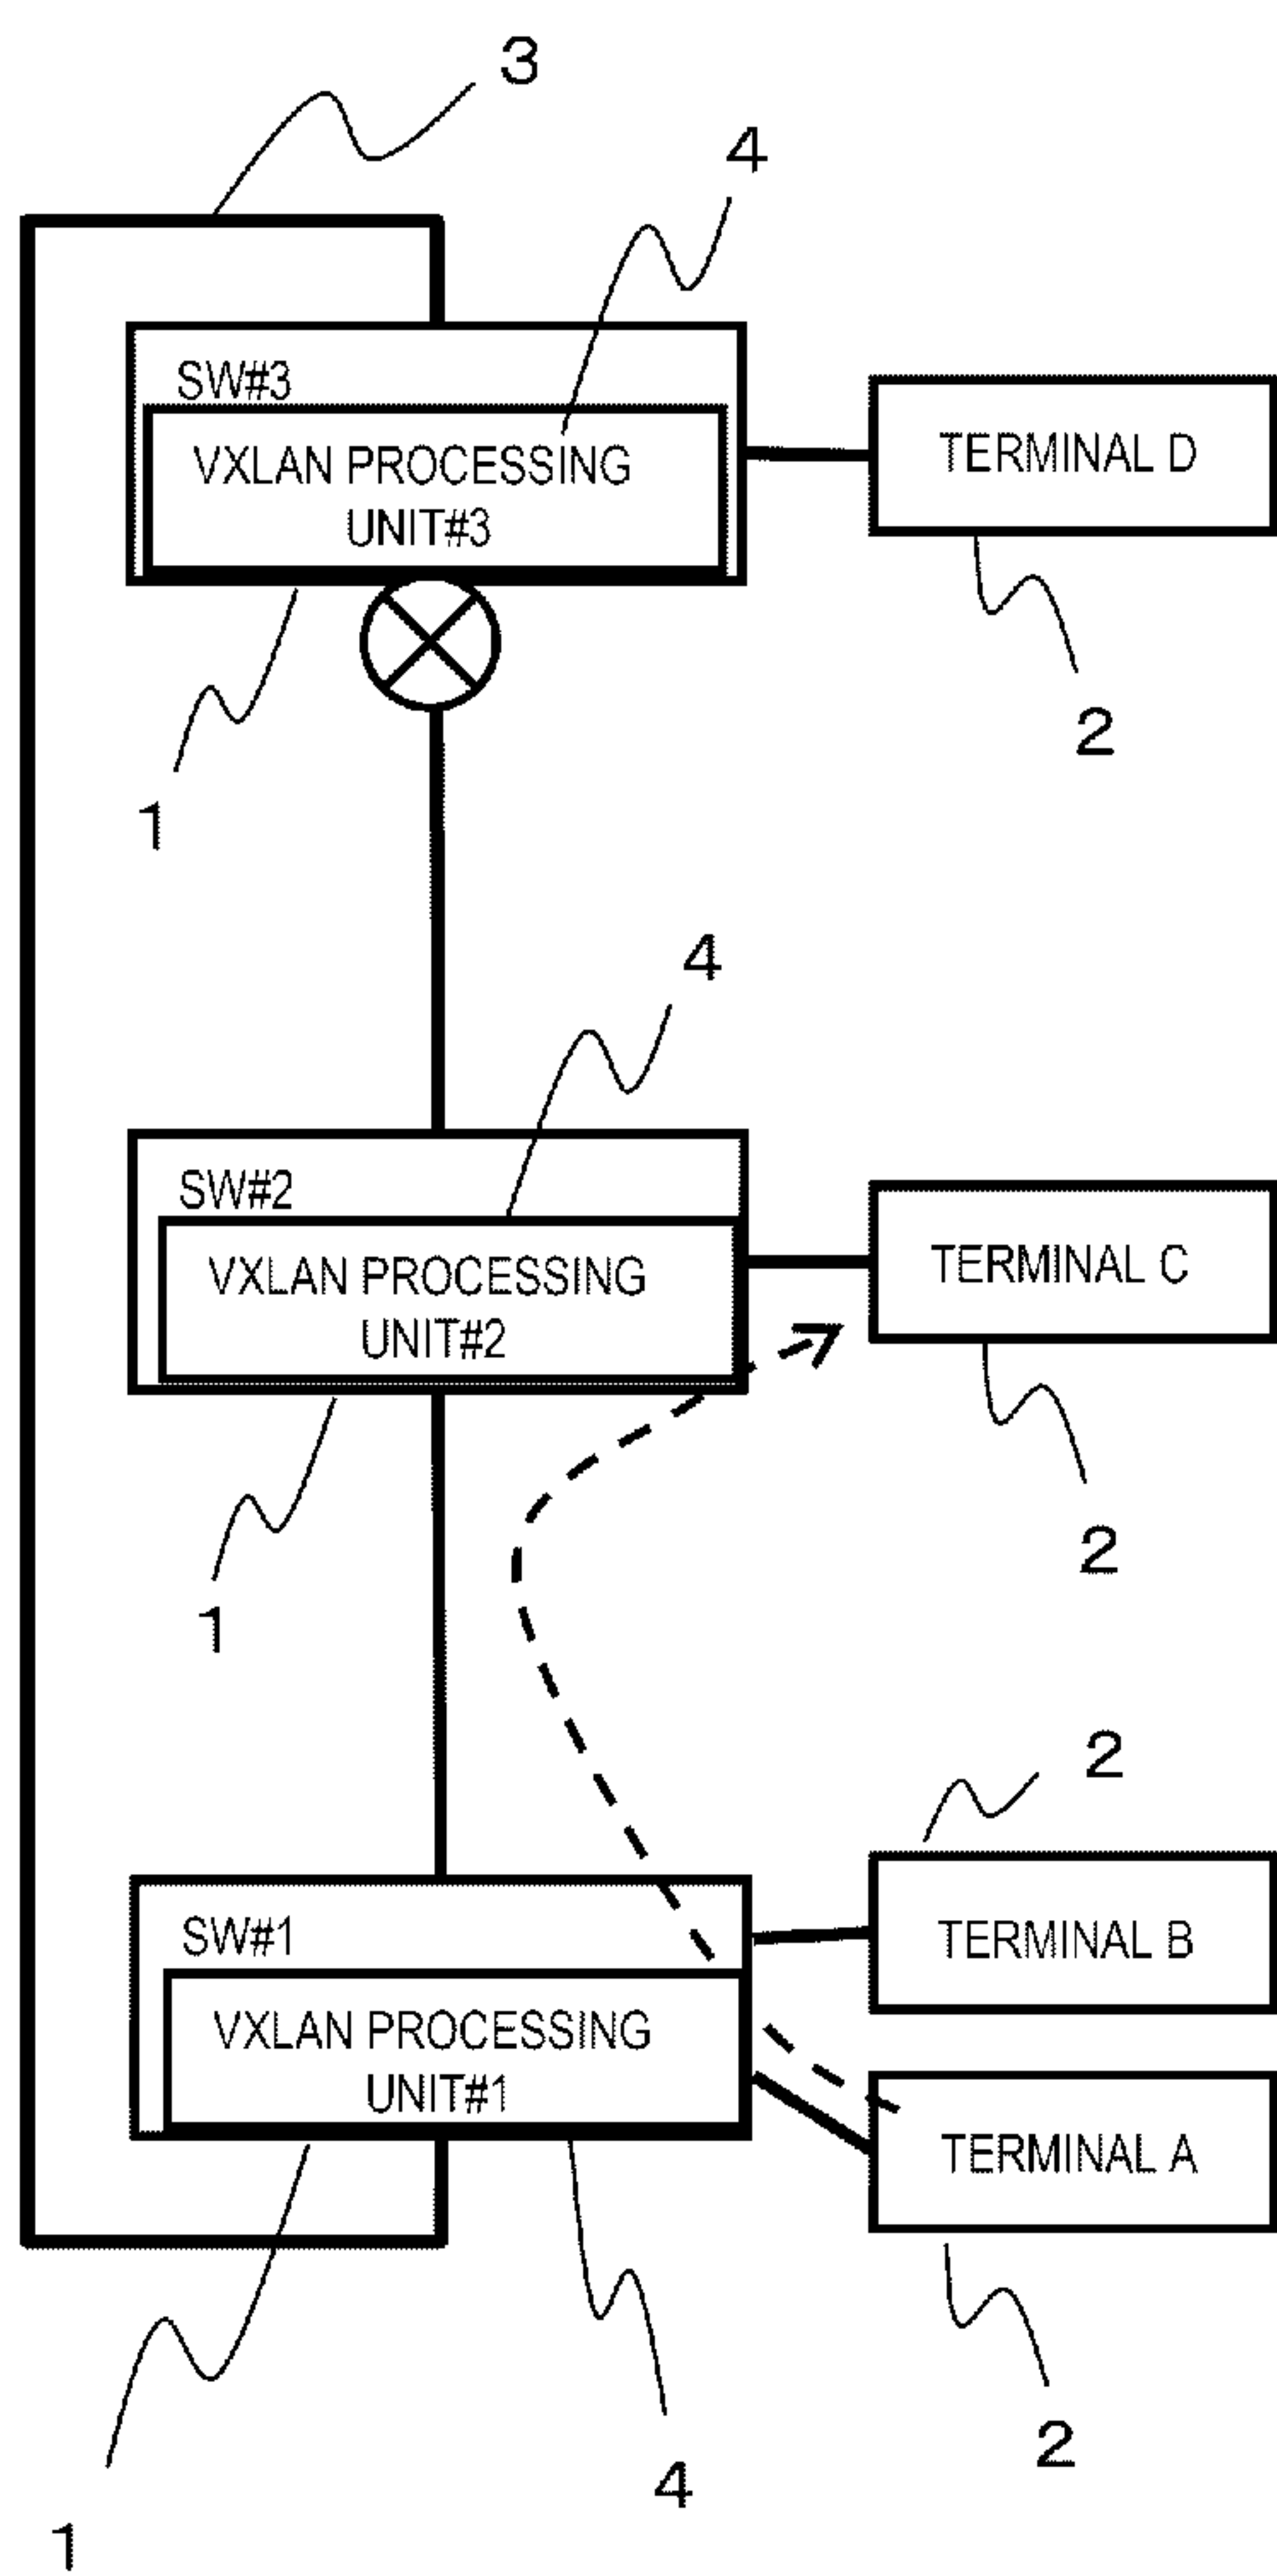 3
4
SW#3
VXLAN PROCESSING
UNIT#3
TERMINAL D
2
1
4
SW#2
VXLAN PROCESSING
UNIT#2
TERMINAL C
2
1
2
SW#1
TERMINAL B
VXLAN PROCESSING
UNIT#1
TERMINAL A
2
4
1